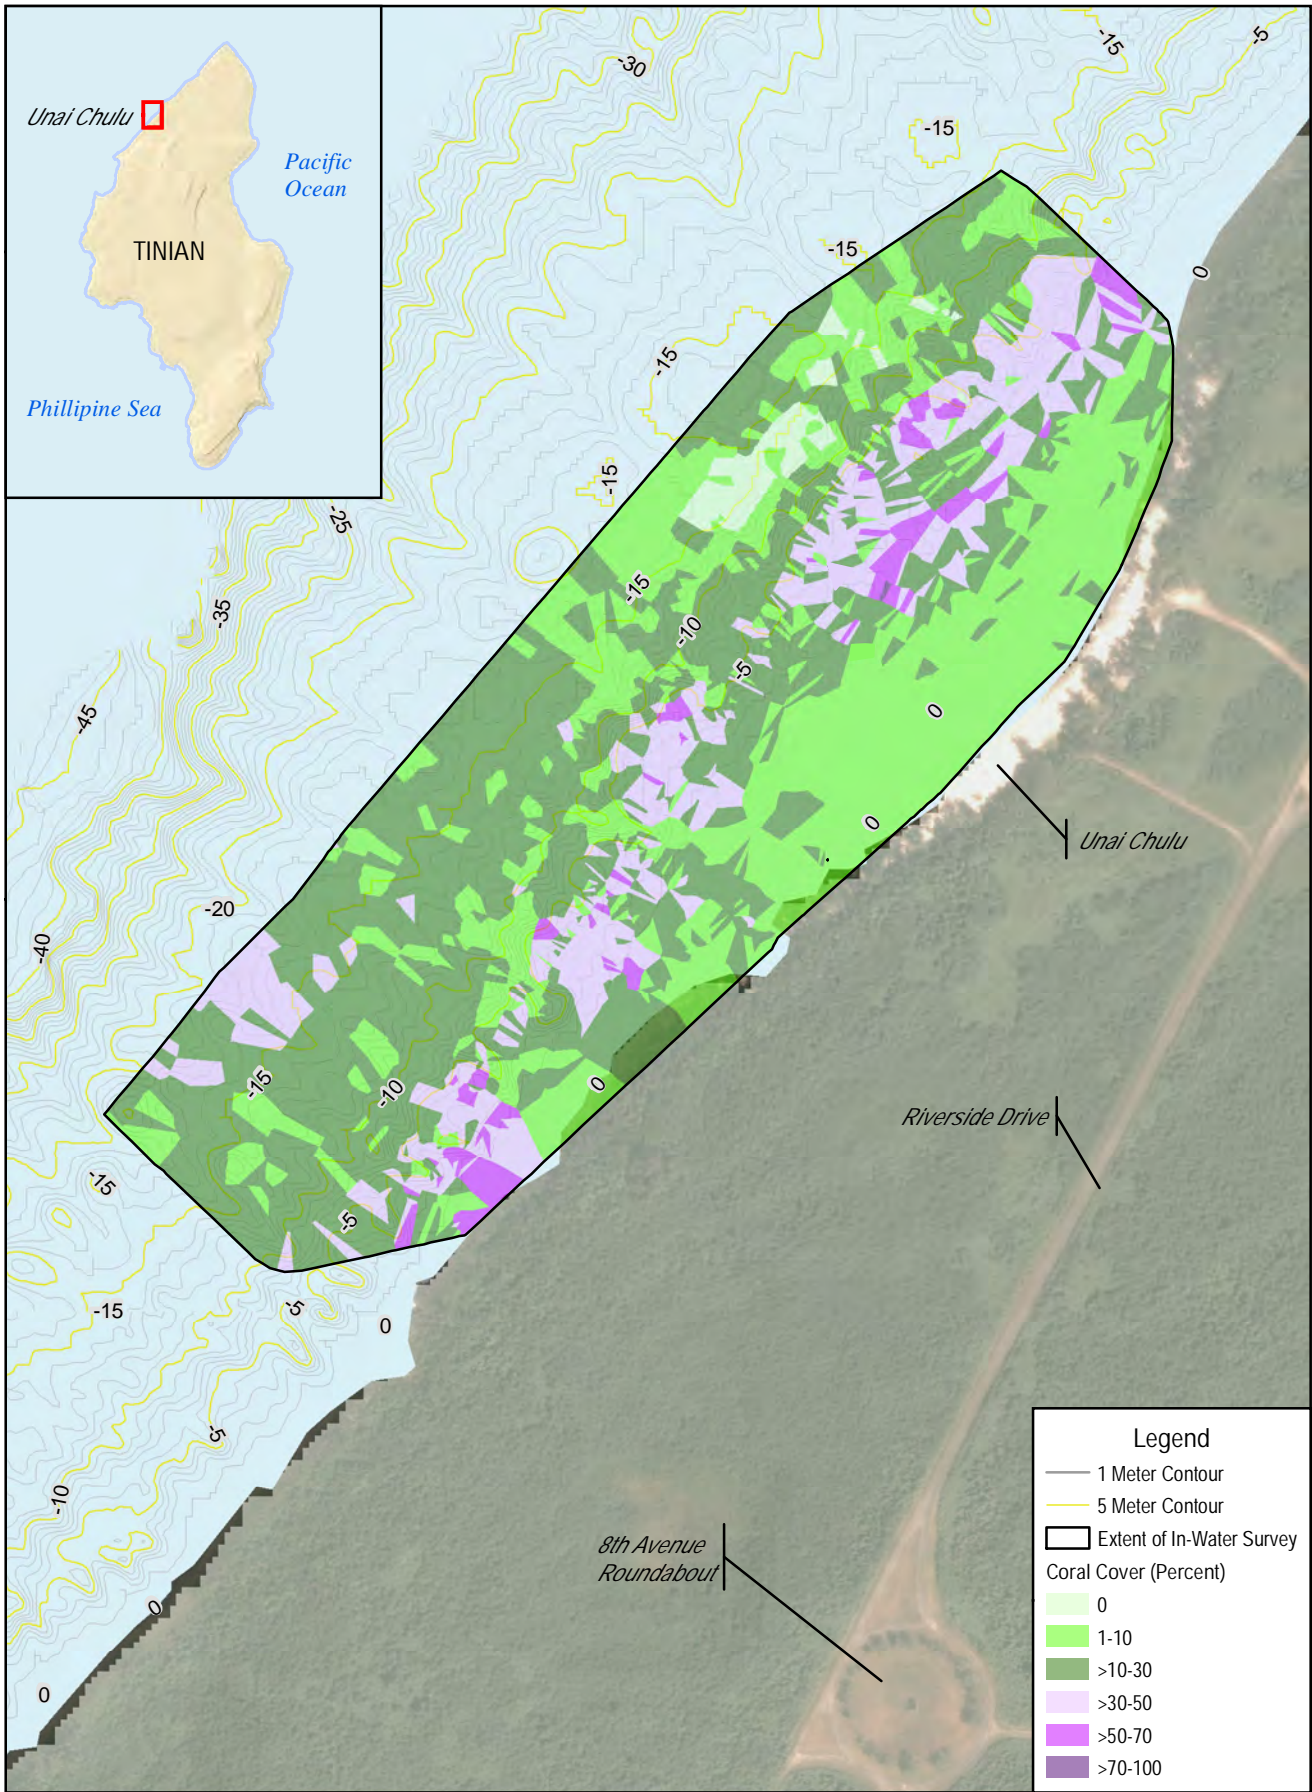 Unai Chulu
Pacific
Ocean
TINIAN
Phillipine Sea
-30
-15
-5
-15
-15
0
-15
-15
-25
-35
-15
-10
-5
-45
0
0
Unai Chulu
-20
-40
-15
-10
0
Riverside Drive
-15
-5
-15
-5
0
-5
-10
8th Avenue
Roundabout
0
0
Legend
1 Meter Contour
5 Meter Contour
Extent of In-Water Survey
Coral Cover (Percent)
0
1-10
>10-30
>30-50
>50-70
>70-100